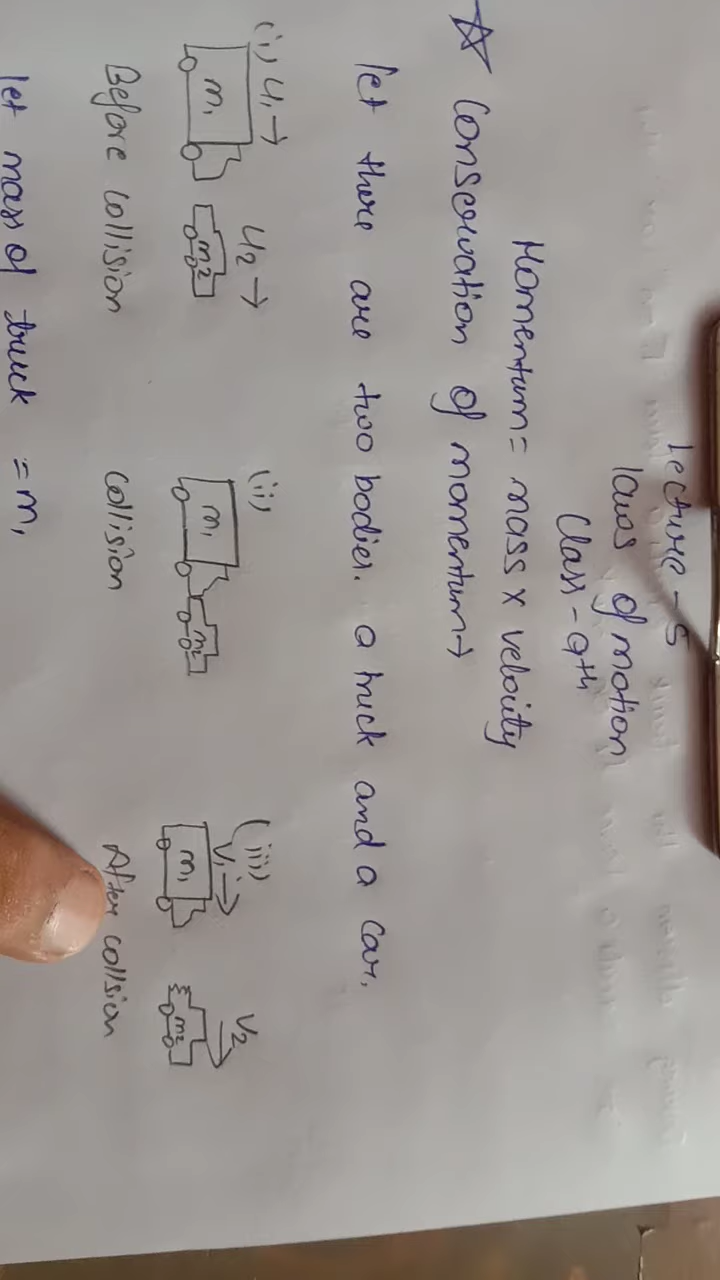 Lecture - 5
laws of motion
Class - 9th
Momentum = mass x velocity
☆ Conservation of momentum→
let there are two bodies. a truck and a car.
(i) u₁ → u₂ →
m₁ m₂
Before collision
(ii)
m₁ m₂
collision
(iii) v₁ → v₂
m₁ m₂
After collsion
let mass of truck = m₁